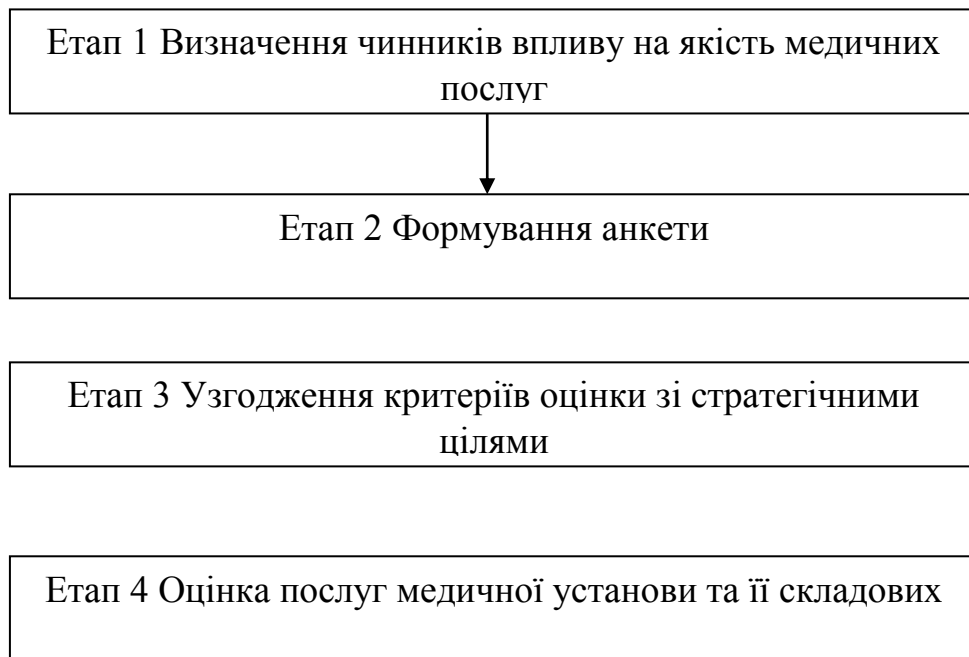 Етап 1 Визначення чинників впливу на якість медичних
послуг
Етап 2 Формування анкети
Етап 3 Узгодження критеріїв оцінки зі стратегічними
цілями
Етап 4 Оцінка послуг медичної установи та її складових